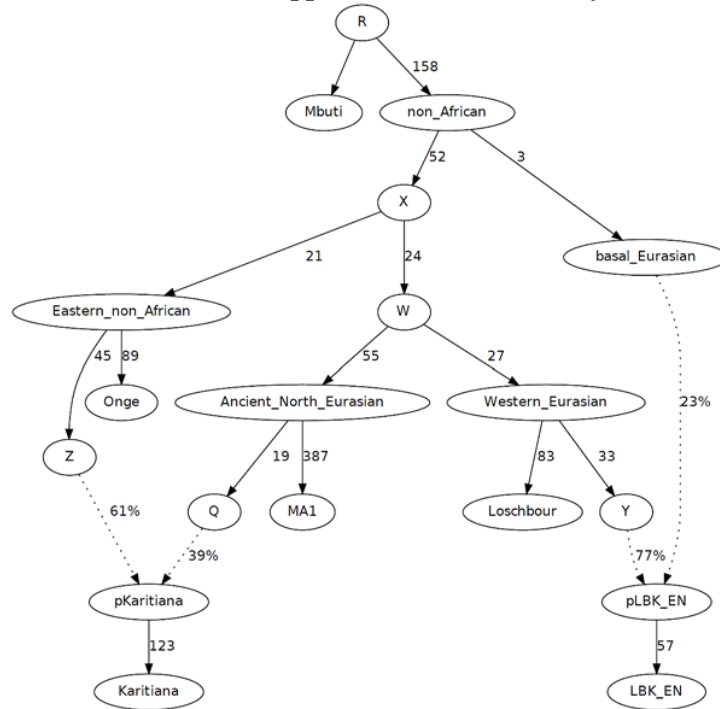 R
158
Mbuti
non_African
52
3
X
21
24
basal_Eurasian
Eastern_non_African
W
45
89
55
27
Onge
Ancient_North_Eurasian
Western_Eurasian
23%
Z
19
387
83
33
Q
MA1
Loschbour
Y
61%
39%
77%
pKaritiana
pLBK_EN
123
57
Karitiana
LBK_EN